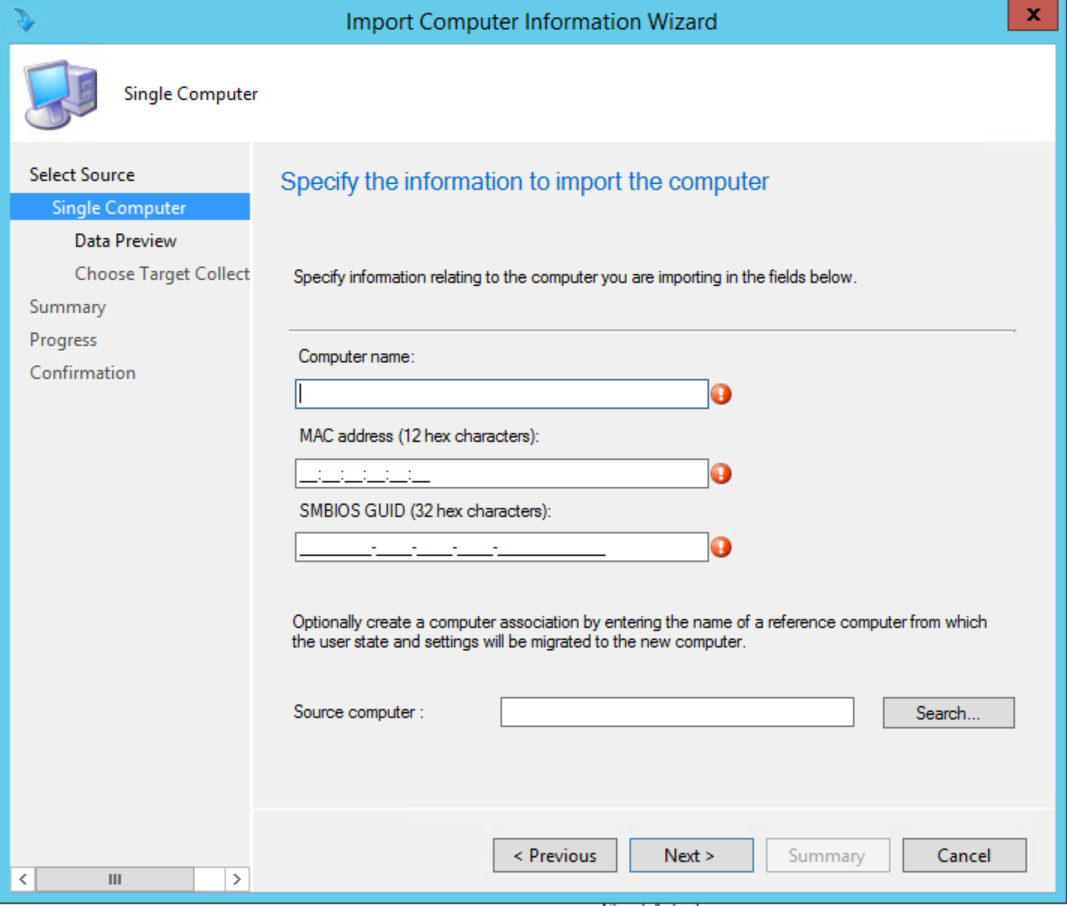 Import Computer Information Wizard
x
Single Computer
Select Source
Single Computer
Data Preview
Choose Target Collect
Summary
Progress
Confirmation
Specify the information to import the computer
Specify information relating to the computer you are importing in the fields below.
Computer name:
MAC address (12 hex characters):
__:__:__:__:__:__
SMBIOS GUID (32 hex characters):
________-____-____-____-____________
Optionally create a computer association by entering the name of a reference computer from which
the user state and settings will be migrated to the new computer.
Source computer :
Search...
< Previous
Next >
Summary
Cancel